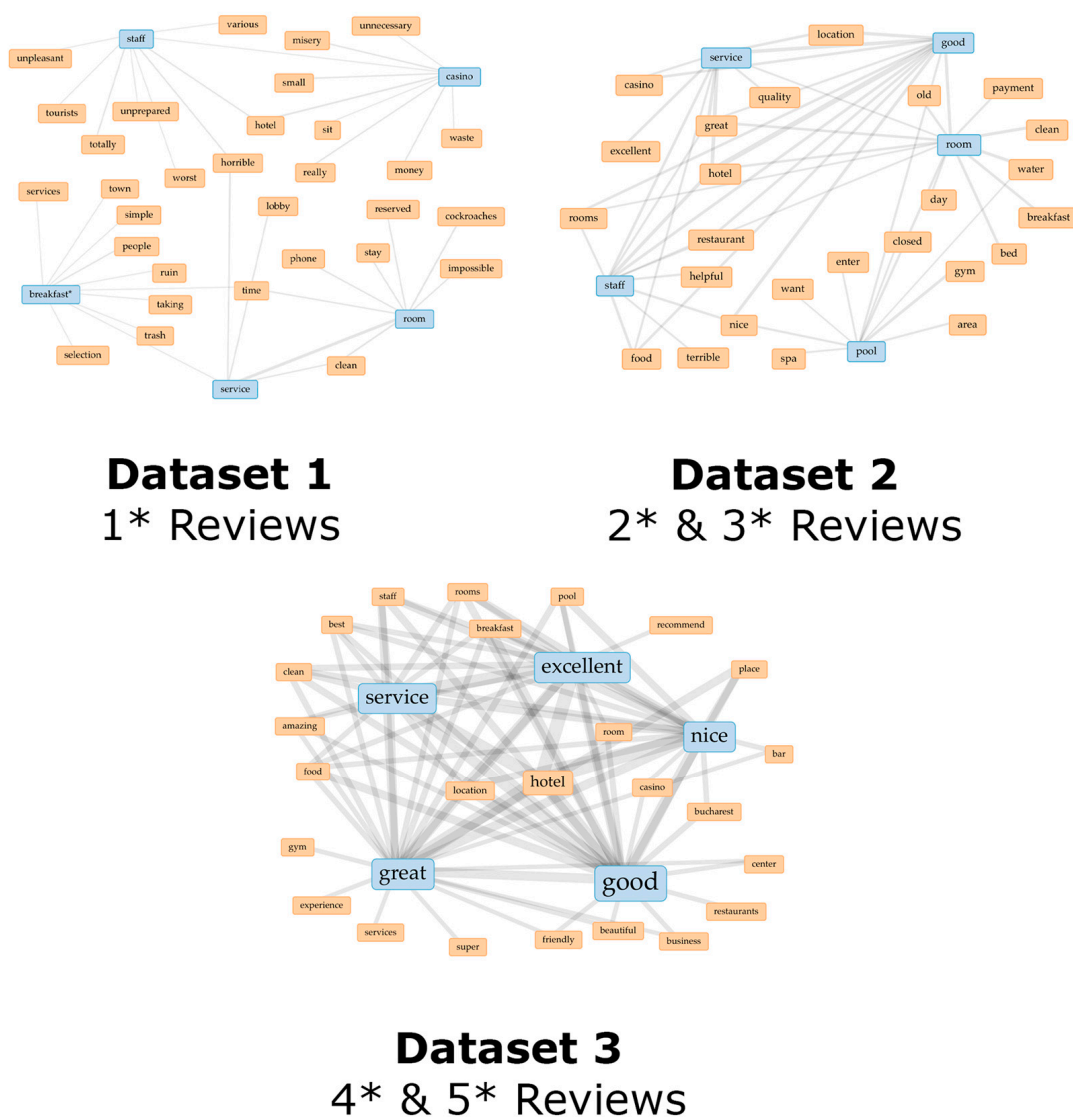 various
unnecessary
staff
misery
unpleasant
casino
small
tourists
unprepared
hotel
sit
totally
waste
horrible
really
money
worst
services
town
lobby
reserved
cockroaches
simple
people
stay
phone
impossible
ruin
breakfast*
time
taking
room
trash
selection
clean
service
location
good
service
casino
quality
old
payment
great
clean
excellent
room
hotel
water
rooms
day
breakfast
restaurant
closed
bed
enter
gym
helpful
staff
want
nice
area
food
terrible
spa
pool
Dataset 1
1* Reviews
Dataset 2
2* & 3* Reviews
staff
rooms
pool
best
breakfast
recommend
excellent
clean
place
service
amazing
room
nice
bar
food
hotel
location
casino
bucharest
gym
great
good
center
experience
restaurants
services
super
friendly
beautiful
business
Dataset 3
4* & 5* Reviews